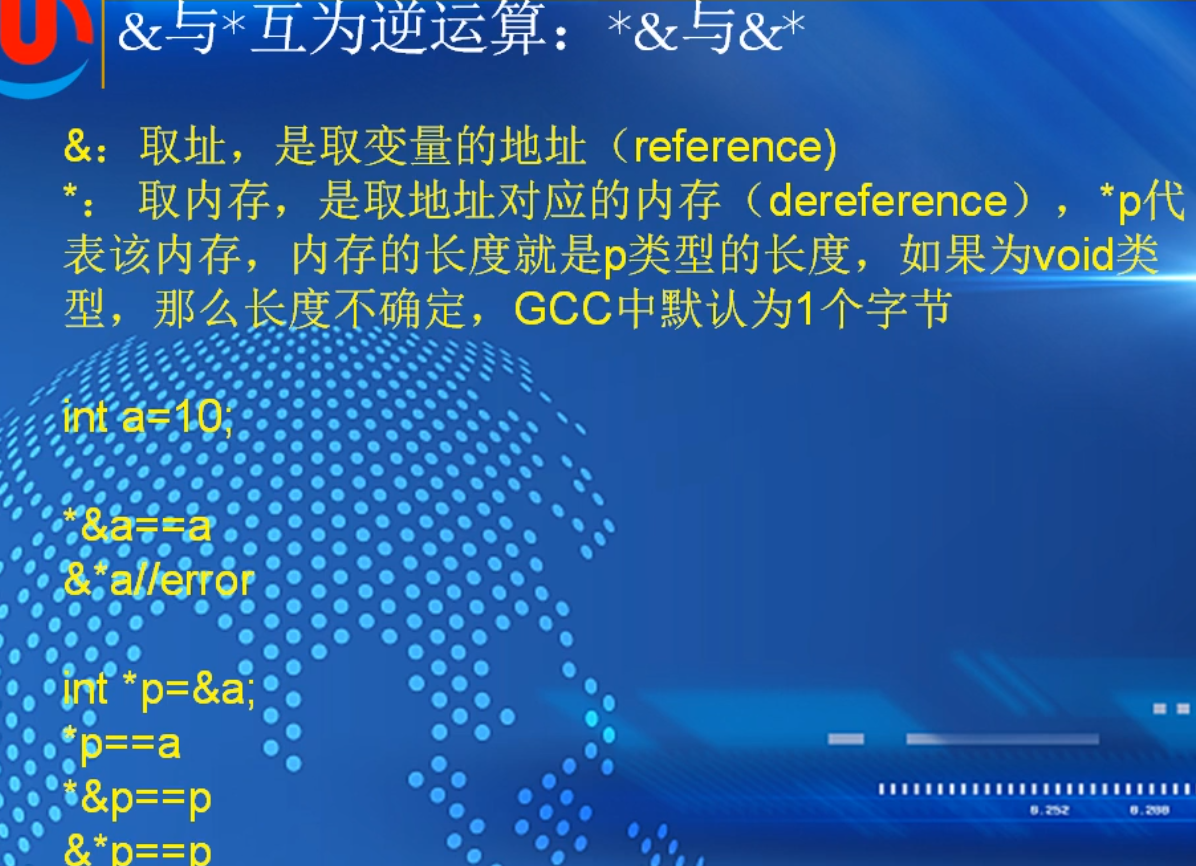 &与*互为逆运算：*&与&*
&：取址，是取变量的地址（reference)
*： 取内存，是取地址对应的内存（dereference），*p代
表该内存，内存的长度就是p类型的长度，如果为void类
型，那么长度不确定，GCC中默认为1个字节
int a=10;
*&a==a
&*a//error
int *p=&a;
*p==a
*&p==p
&*p==p
0.252 0.288